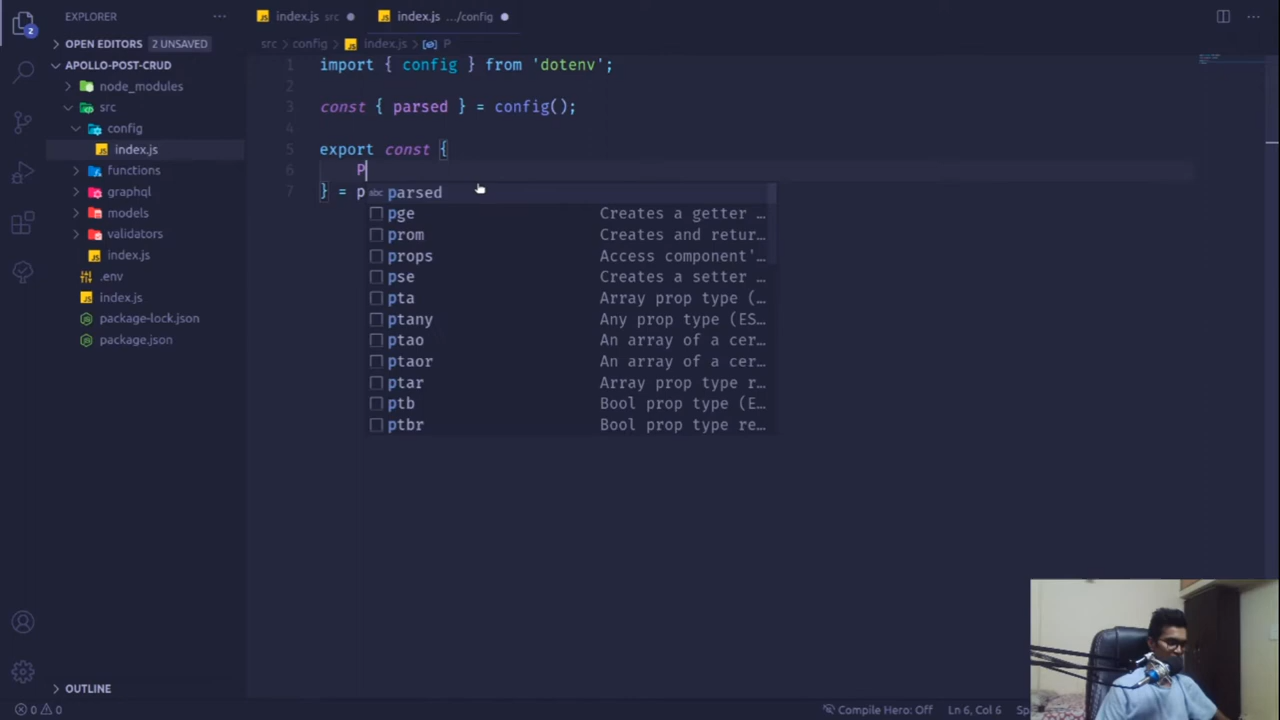 EXPLORER
index.js src
index.js .../config
2
OPEN EDITORS 2 UNSAVED
src config index.js P
APOLLO-POST-CRUD
1 import { config } from 'dotenv';
node_modules
2
src
3 const { parsed } = config();
config
4
index.js
5 export const {
functions
6 P
graphql
7 } = p
abc parsed
models
pge Creates a getter …
validators
prom Creates and retur…
index.js
props Access component'…
.env
pse Creates a setter …
index.js
pta Array prop type (…
package-lock.json
ptany Any prop type (ES…
package.json
ptao An array of a cer…
ptaor An array of a cer…
ptar Array prop type r…
ptb Bool prop type (E…
ptbr Bool prop type re…
OUTLINE
0 0
Compile Hero: Off Ln 6, Col 6